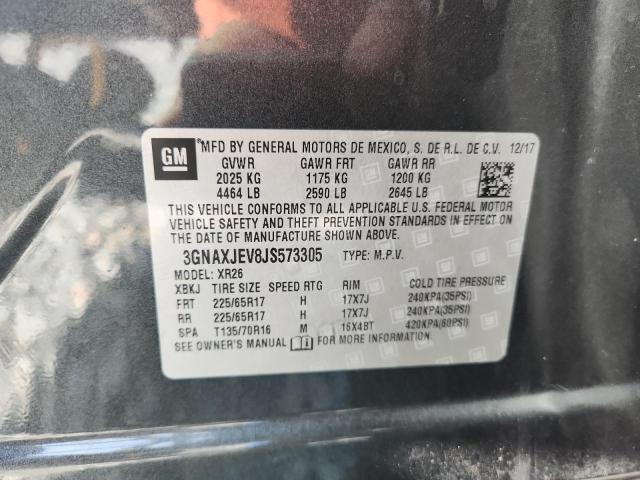 GM ® MFD BY GENERAL MOTORS DE MEXICO, S. DE R.L. DE C.V. 12/17
GVWR GAWR FRT GAWR RR
2025 KG 1175 KG 1200 KG
4464 LB 2590 LB 2645 LB
THIS VEHICLE CONFORMS TO ALL APPLICABLE U.S. FEDERAL MOTOR
VEHICLE SAFETY AND THEFT PREVENTION STANDARDS IN EFFECT ON
THE DATE OF MANUFACTURE SHOWN ABOVE.
3GNAXJEV8JS573305 TYPE: M.P.V.
MODEL: XR26
XBKJ TIRE SIZE SPEED RTG RIM COLD TIRE PRESSURE
FRT 225/65R17 H 17X7J 240KPA(35PSI)
RR 225/65R17 H 17X7J 240KPA(35PSI)
SPA T135/70R16 M 16X4BT 420KPA(60PSI)
SEE OWNER'S MANUAL FOR MORE INFORMATION.